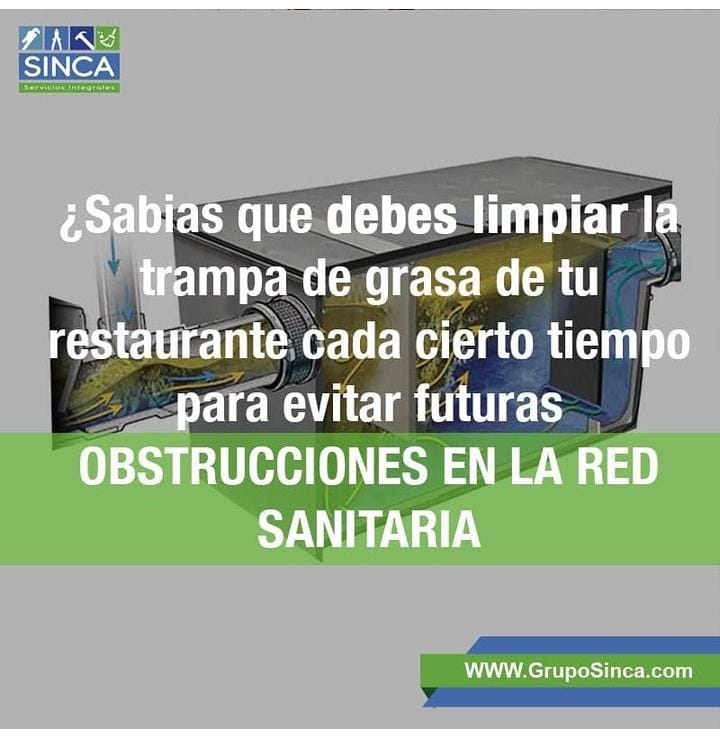 SINCA
Servicios Integrales
¿Sabias que debes limpiar la
trampa de grasa de tu
restaurante cada cierto tiempo
para evitar futuras
OBSTRUCCIONES EN LA RED
SANITARIA
WWW.GrupoSinca.com